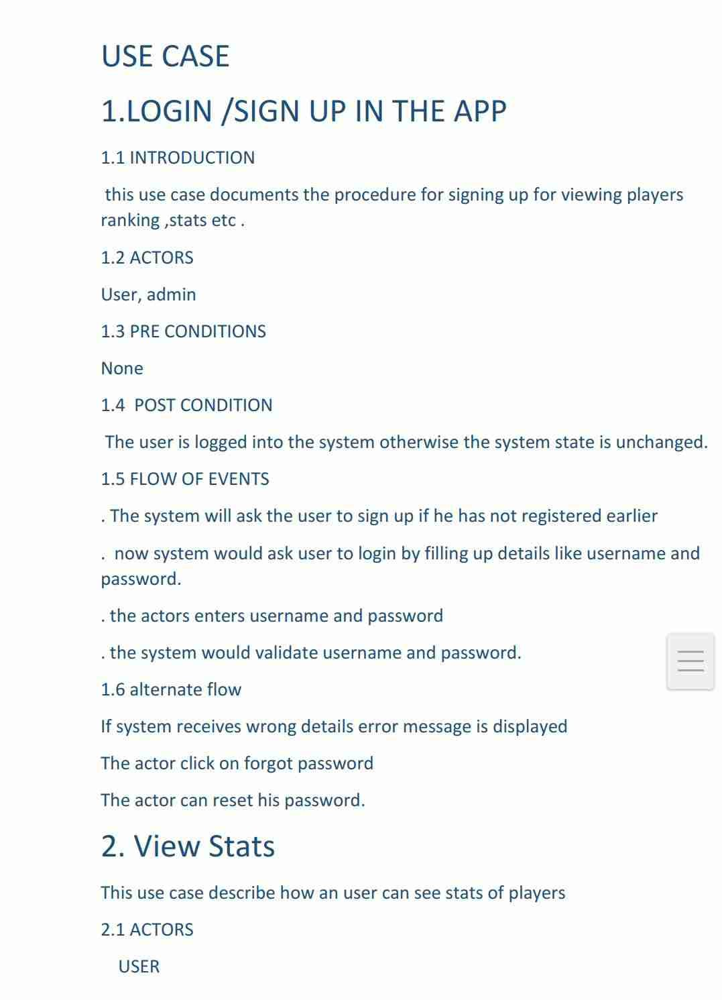 USE CASE
1.LOGIN /SIGN UP IN THE APP
1.1 INTRODUCTION
this use case documents the procedure for signing up for viewing players
ranking ,stats etc .
1.2 ACTORS
User, admin
1.3 PRE CONDITIONS
None
1.4  POST CONDITION
The user is logged into the system otherwise the system state is unchanged.
1.5 FLOW OF EVENTS
. The system will ask the user to sign up if he has not registered earlier
.  now system would ask user to login by filling up details like username and
password.
. the actors enters username and password
. the system would validate username and password.
1.6 alternate flow
If system receives wrong details error message is displayed
The actor click on forgot password
The actor can reset his password.
2. View Stats
This use case describe how an user can see stats of players
2.1 ACTORS
USER